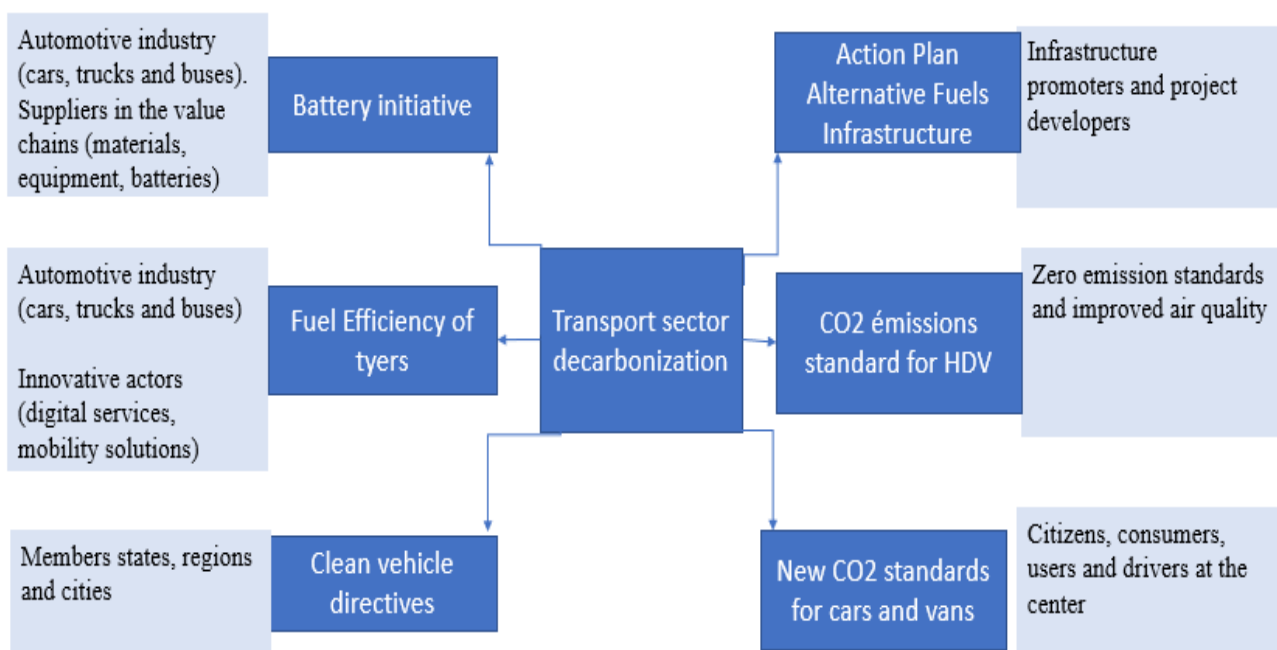 Automotive industry
(cars, trucks and buses).
Suppliers in the value
chains (materials,
equipment, batteries)
Battery initiative
Action Plan
Alternative Fuels
Infrastructure
Infrastructure
promoters and project
developers
Automotive industry
(cars, trucks and buses)
Innovative actors
(digital services,
mobility solutions)
Fuel Efficiency of
tyers
Transport sector
decarbonization
CO2 émissions
standard for HDV
Zero emission standards
and improved air quality
Members states, regions
and cities
Clean vehicle
directives
New CO2 standards
for cars and vans
Citizens, consumers,
users and drivers at the
center